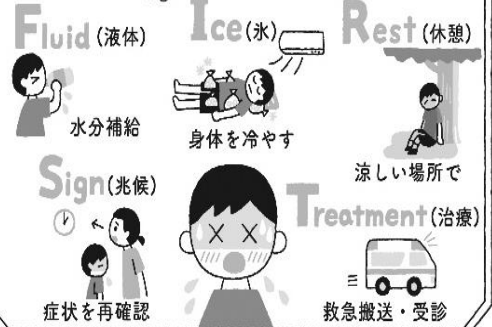 Fluid(液体)
水分補給
Ice(氷)
身体を冷やす
Rest(休憩)
涼しい場所で
Sign(兆候)
症状を再確認
Treatment(治療)
救急搬送・受診